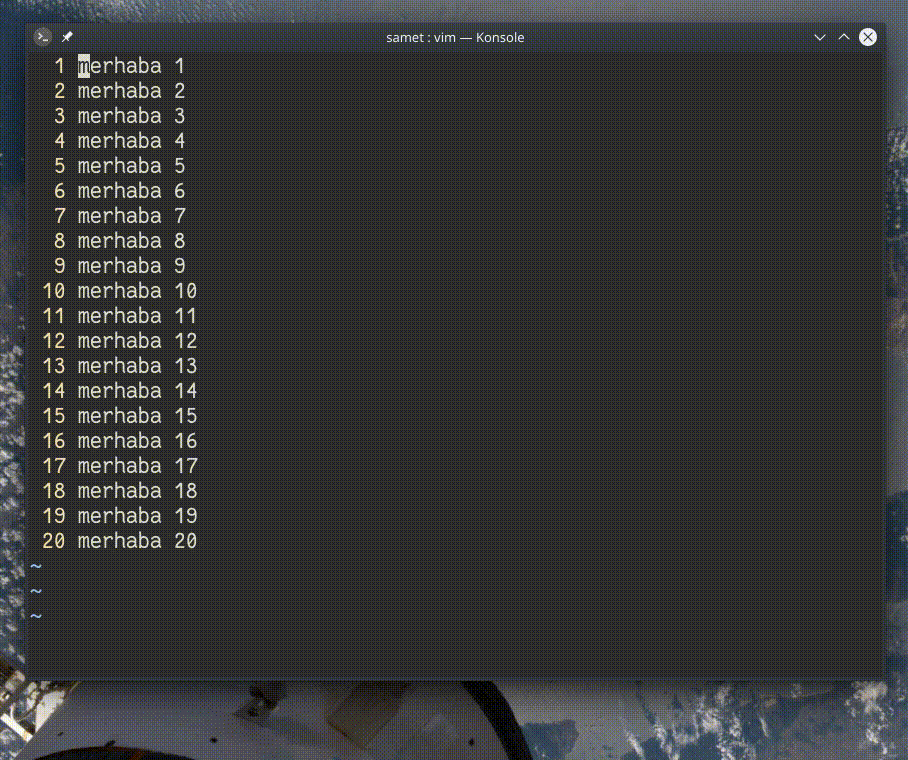 samet : vim — Konsole
1 merhaba 1
2 merhaba 2
3 merhaba 3
4 merhaba 4
5 merhaba 5
6 merhaba 6
7 merhaba 7
8 merhaba 8
9 merhaba 9
10 merhaba 10
11 merhaba 11
12 merhaba 12
13 merhaba 13
14 merhaba 14
15 merhaba 15
16 merhaba 16
17 merhaba 17
18 merhaba 18
19 merhaba 19
20 merhaba 20
~
~
~